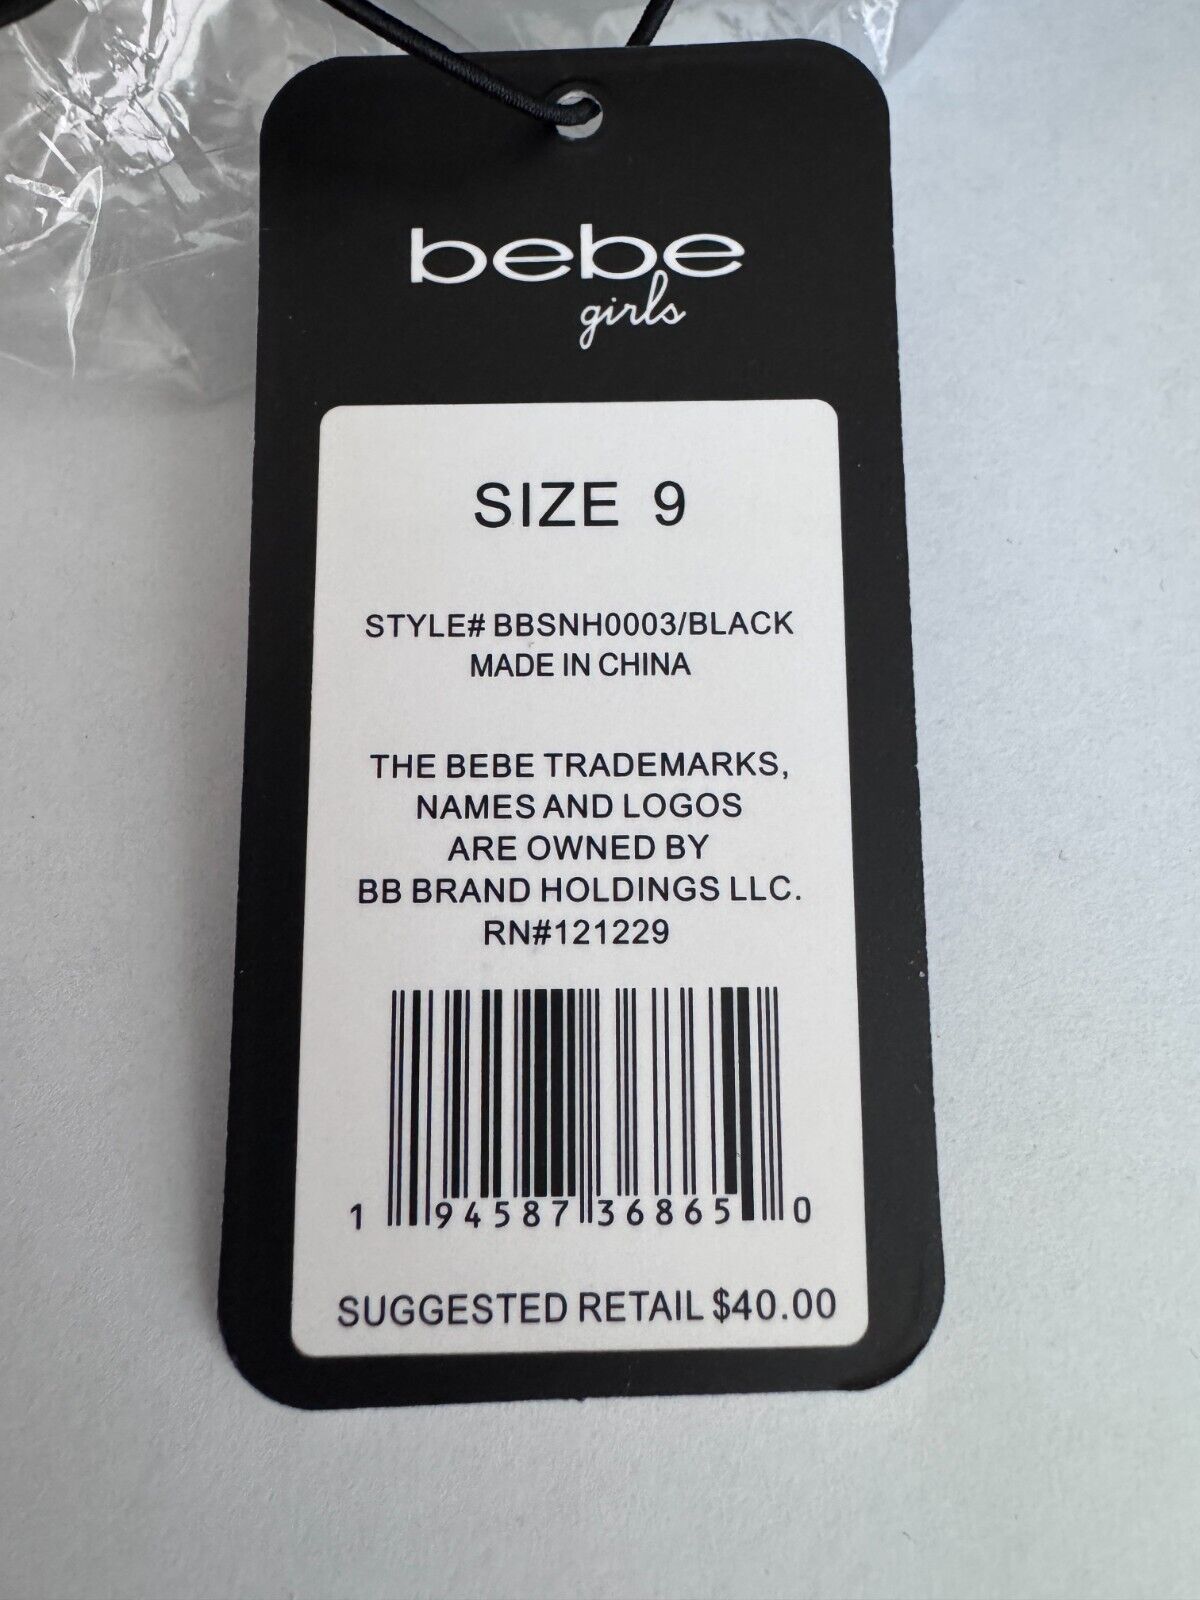 bebe
girls
SIZE 9
STYLE# BBSNH0003/BLACK
MADE IN CHINA
THE BEBE TRADEMARKS,
NAMES AND LOGOS
ARE OWNED BY
BB BRAND HOLDINGS LLC.
RN#121229
1 94587 36865 0
SUGGESTED RETAIL $40.00